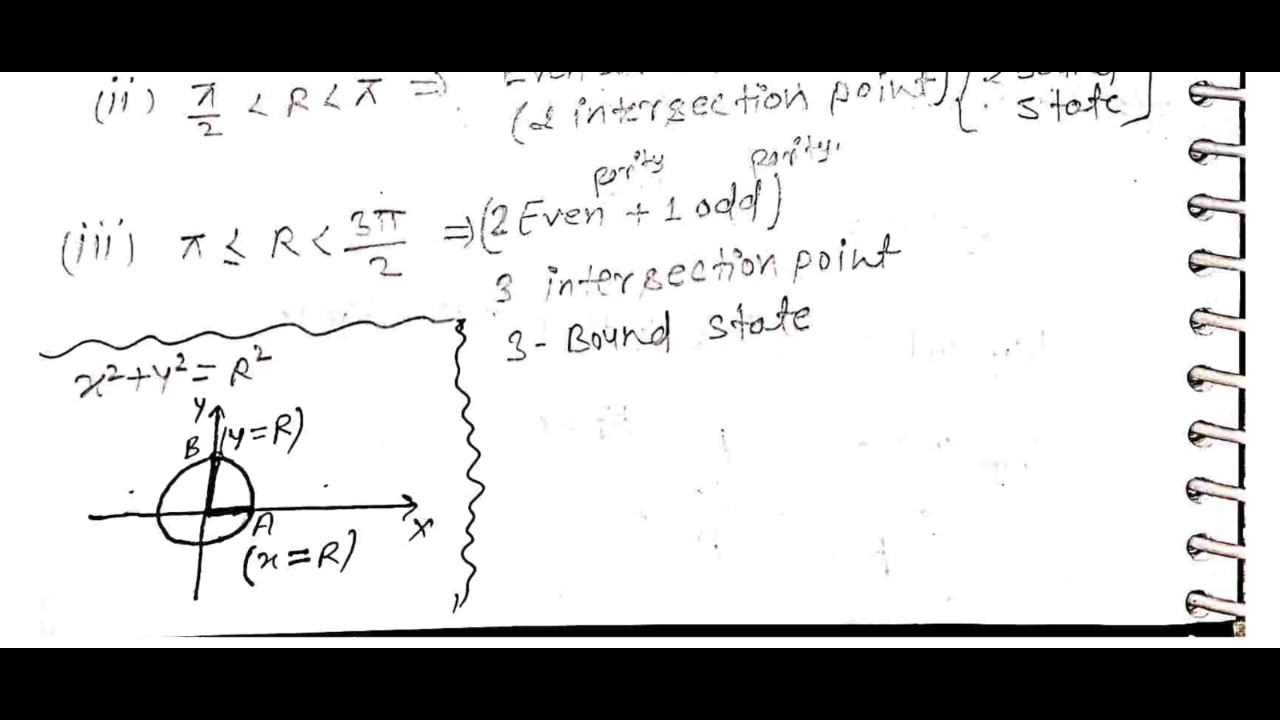 (ii) π/2 < R < π ⇒
(2 intersection point) state
parity parity.
(iii) π ≤ R < 3π/2 ⇒ (2 Even + 1 odd)
3 intersection point
3 - Bound state
x² + y² = R²
Y
B (y = R)
A
X
(x = R)